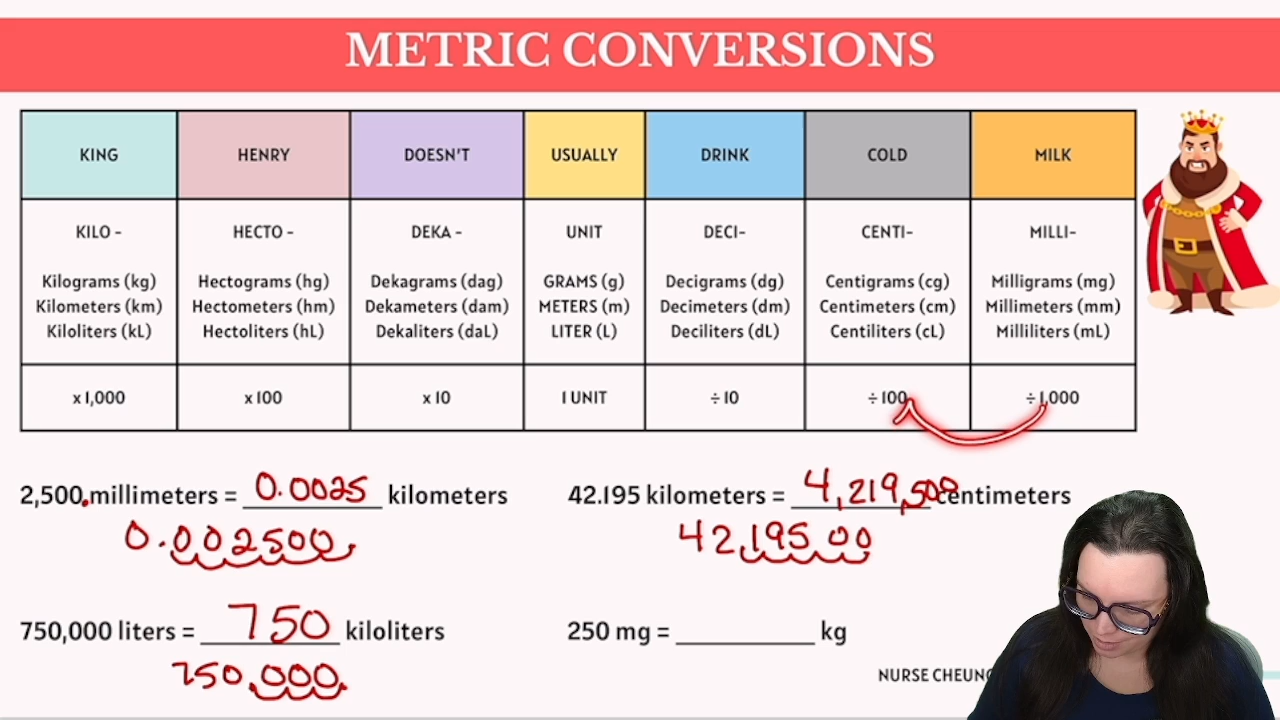 METRIC CONVERSIONS
KING HENRY DOESN'T USUALLY DRINK COLD MILK
KILO - HECTO - DEKA - UNIT DECI- CENTI- MILLI-
Kilograms (kg) Hectograms (hg) Dekagrams (dag) GRAMS (g) Decigrams (dg) Centigrams (cg) Milligrams (mg)
Kilometers (km) Hectometers (hm) Dekameters (dam) METERS (m) Decimeters (dm) Centimeters (cm) Millimeters (mm)
Kiloliters (kL) Hectoliters (hL) Dekaliters (daL) LITER (L) Deciliters (dL) Centiliters (cL) Milliliters (mL)
x 1,000 x 100 x 10 1 UNIT ÷ 10 ÷ 100 ÷ 1,000
2,500.millimeters = 0.0025 kilometers 42.195 kilometers = 4,219,500 centimeters
0.002500 42,19500
750,000 liters = 750 kiloliters 250 mg = ________ kg
750,000
NURSE CHEUNG